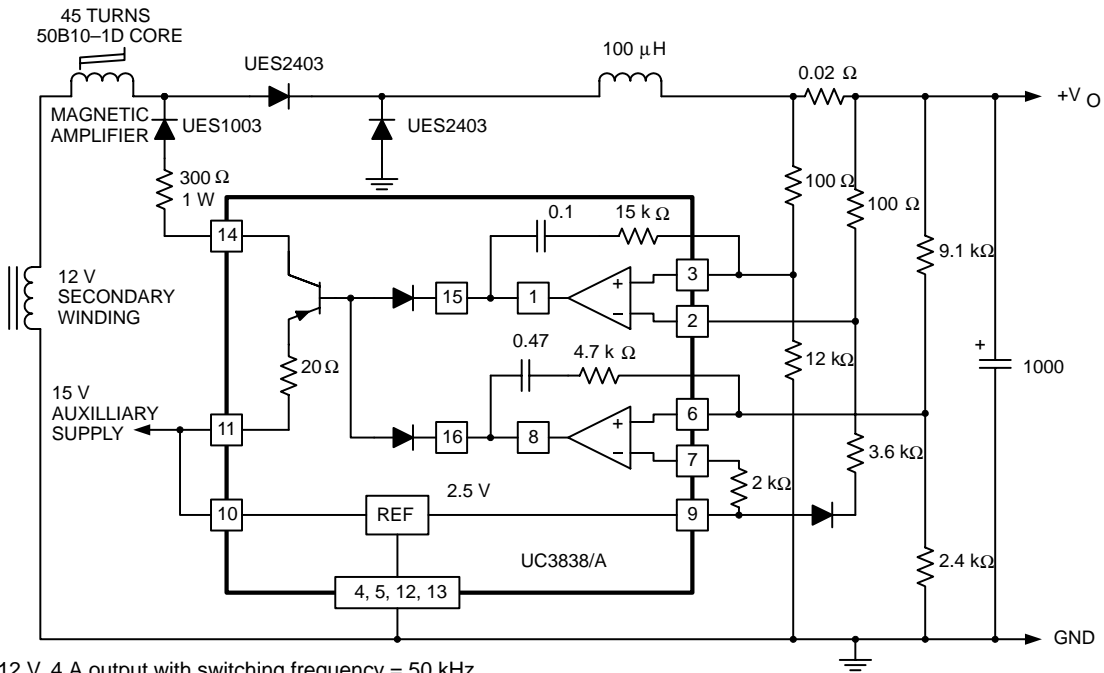 45 TURNS
50B10–1D CORE
UES2403
100 μH
0.02 Ω
+V O
MAGNETIC
AMPLIFIER
UES1003
UES2403
300 Ω
1 W
100 Ω
100 Ω
0.1
15 k Ω
14
9.1 kΩ
3
12 V
SECONDARY
WINDING
15
1
+
−
2
20 Ω
0.47
4.7 k Ω
12 kΩ
+
1000
15 V
AUXILLIARY
SUPPLY
11
16
8
+
−
6
7
3.6 kΩ
2 kΩ
2.5 V
10
REF
9
UC3838/A
2.4 kΩ
4, 5, 12, 13
GND
12 V, 4 A output with switching frequency = 50 kHz